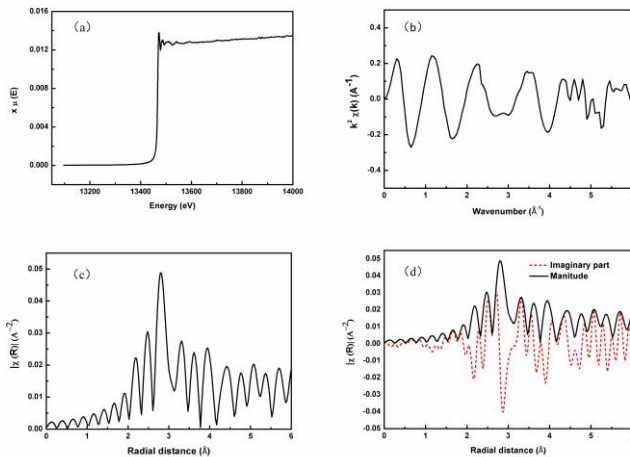 (a)
0.016
0.012
0.008
0.004
0.000
x μ (E)
13200 13400 13600 13800 14000
Energy (eV)
(b)
0.4
0.2
0.0
-0.2
-0.4
k² χ(k) (A⁻¹)
0 1 2 3 4 5
Wavenumber (Å⁻¹)
(c)
0.05
0.04
0.03
0.02
0.01
0.00
|χ (R)| (A⁻²)
0 1 2 3 4 5 6
Radial distance (Å)
(d)
Imaginary part
Manitude
0.05
0.04
0.03
0.02
0.01
0.00
-0.01
-0.02
-0.03
-0.04
-0.05
|χ (R)| (A⁻²)
0 1 2 3 4 5 6
Radial distance (Å)